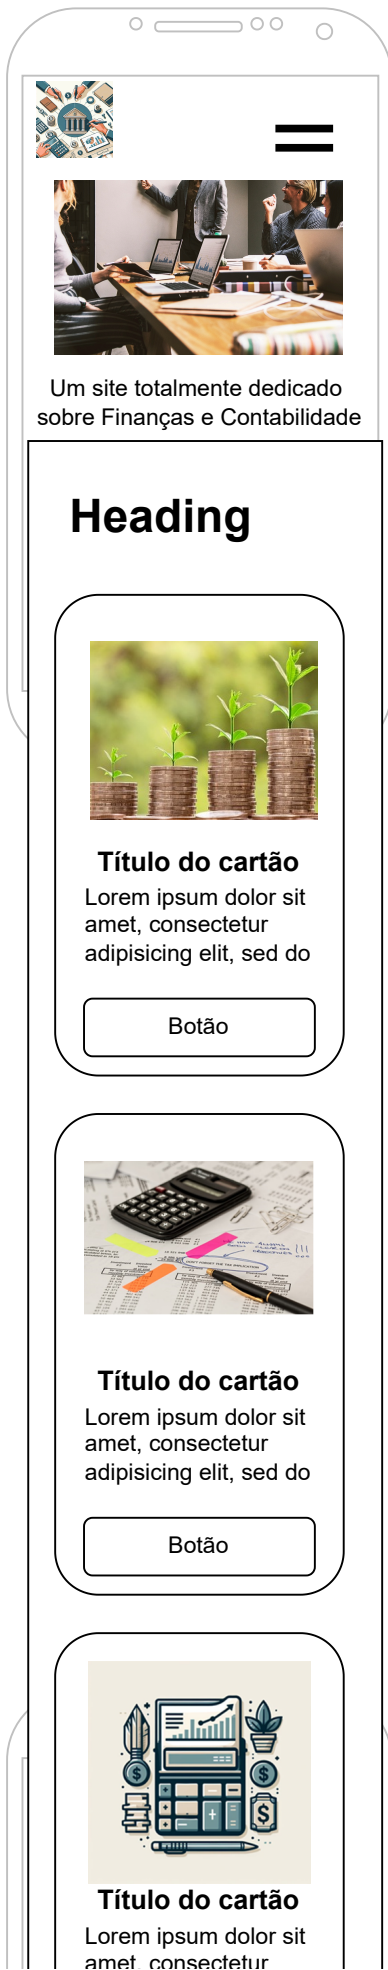 Um site totalmente dedicado
sobre Finanças e Contabilidade
Heading
Título do cartão
Lorem ipsum dolor sit
amet, consectetur
adipisicing elit, sed do
Botão
Título do cartão
Lorem ipsum dolor sit
amet, consectetur
adipisicing elit, sed do
Botão
Título do cartão
Lorem ipsum dolor sit
amet, consectetur